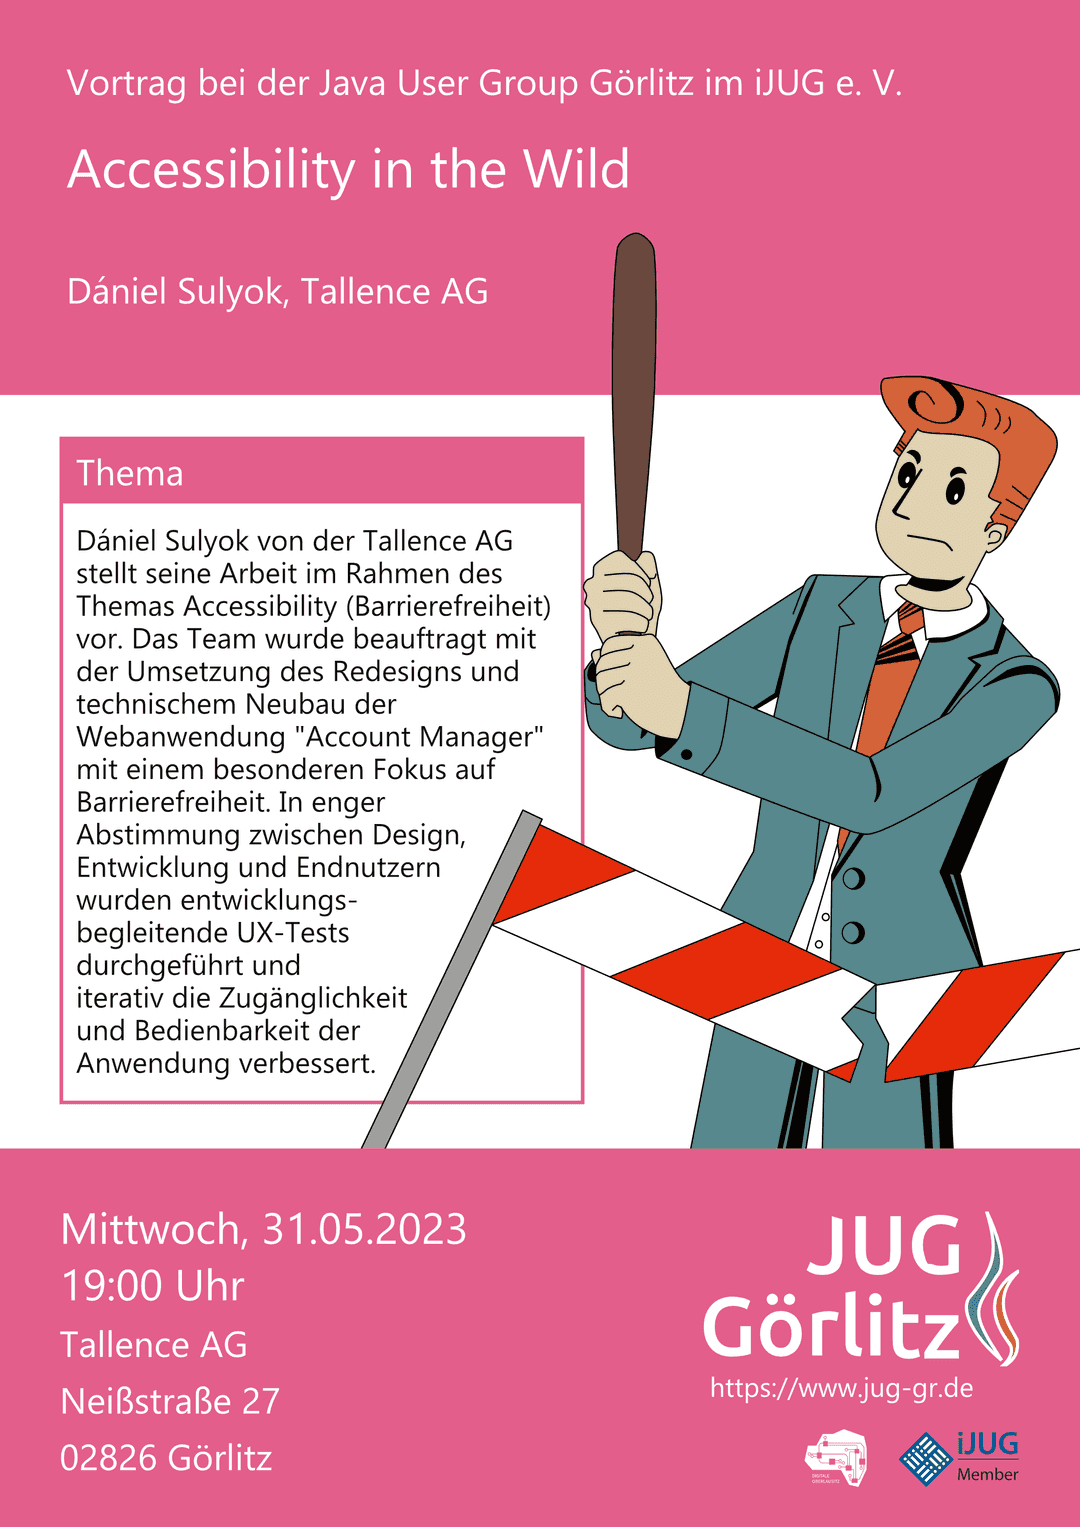 Vortrag bei der Java User Group Görlitz im iJUG e. V.
Accessibility in the Wild
Dániel Sulyok, Tallence AG
Thema
Dániel Sulyok von der Tallence AG
stellt seine Arbeit im Rahmen des
Themas Accessibility (Barrierefreiheit)
vor. Das Team wurde beauftragt mit
der Umsetzung des Redesigns und
technischem Neubau der
Webanwendung "Account Manager"
mit einem besonderen Fokus auf
Barrierefreiheit. In enger
Abstimmung zwischen Design,
Entwicklung und Endnutzern
wurden entwicklungs-
begleitende UX-Tests
durchgeführt und
iterativ die Zugänglichkeit
und Bedienbarkeit der
Anwendung verbessert.
Mittwoch, 31.05.2023
19:00 Uhr
Tallence AG
Neißstraße 27
02826 Görlitz
JUG
Görlitz
https://www.jug-gr.de
DIGITALE
OBERLAUSITZ
iJUG
Member